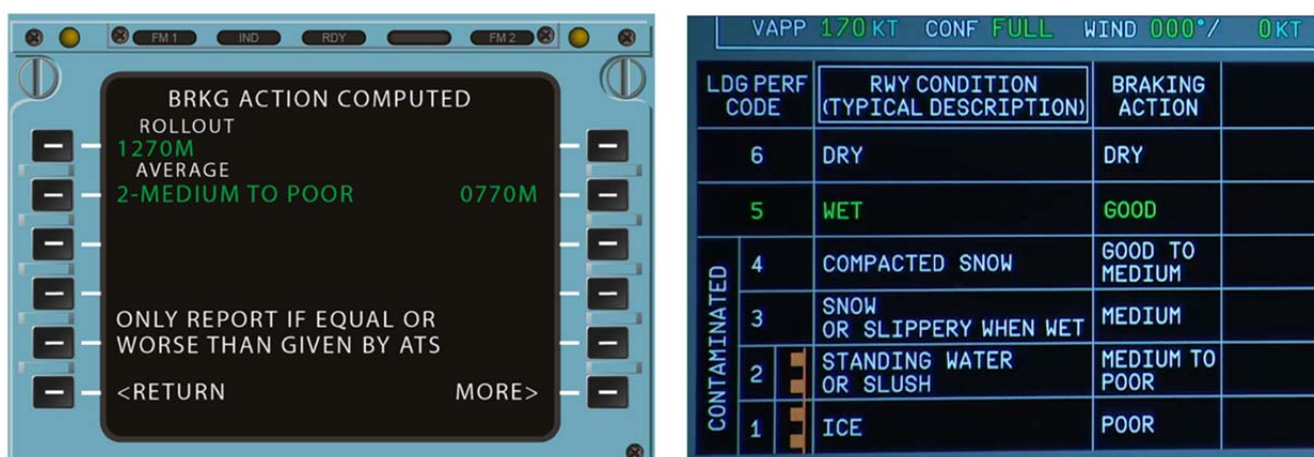 FM 1 IND RDY FM 2
BRKG ACTION COMPUTED
ROLLOUT
1270M
AVERAGE
2-MEDIUM TO POOR 0770M
ONLY REPORT IF EQUAL OR
WORSE THAN GIVEN BY ATS
<RETURN MORE>
VAPP 170 KT CONF FULL WIND 000°/ 0 KT
LDG PERF
CODE
RWY CONDITION
(TYPICAL DESCRIPTION)
BRAKING
ACTION
6 DRY DRY
5 WET GOOD
CONTAMINATED
4 COMPACTED SNOW GOOD TO
MEDIUM
3 SNOW
OR SLIPPERY WHEN WET MEDIUM
2 STANDING WATER
OR SLUSH MEDIUM TO
POOR
1 ICE POOR